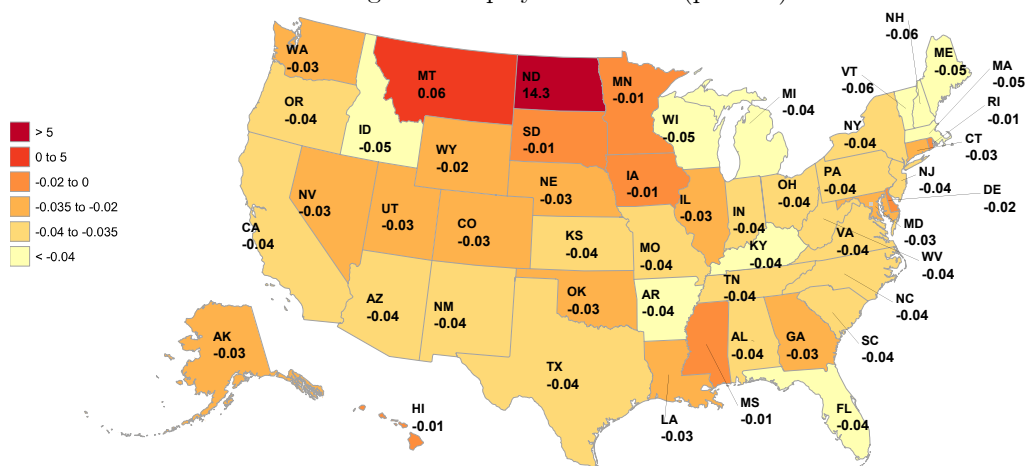 > 5
0 to 5
-0.02 to 0
-0.035 to -0.02
-0.04 to -0.035
< -0.04
WA
-0.03
OR
-0.04
CA
-0.04
ID
-0.05
NV
-0.03
MT
0.06
WY
-0.02
UT
-0.03
CO
-0.03
AZ
-0.04
NM
-0.04
ND
14.3
SD
-0.01
NE
-0.03
KS
-0.04
OK
-0.03
TX
-0.04
MN
-0.01
IA
-0.01
MO
-0.04
AR
-0.04
LA
-0.03
WI
-0.05
IL
-0.03
MI
-0.04
IN
-0.04
OH
-0.04
KY
-0.04
TN
-0.04
MS
-0.01
AL
-0.04
GA
-0.03
FL
-0.04
SC
-0.04
NC
-0.04
VA
-0.04
WV
-0.04
MD
-0.03
DE
-0.02
PA
-0.04
NJ
-0.04
NY
-0.04
CT
-0.03
RI
-0.01
MA
-0.05
VT
-0.06
NH
-0.06
ME
-0.05
AK
-0.03
HI
-0.01